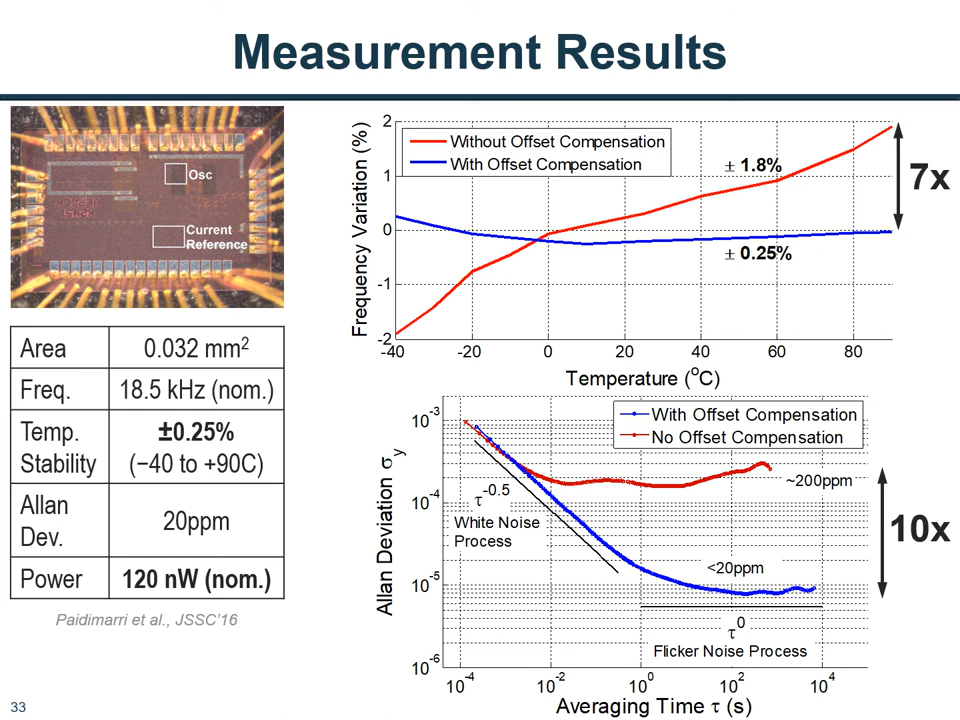 Measurement Results
Osc
Current
Reference
Area 0.032 mm²
Freq. 18.5 kHz (nom.)
Temp. Stability ±0.25% (−40 to +90C)
Allan Dev. 20ppm
Power 120 nW (nom.)
Paidimarri et al., JSSC’16
33
Frequency Variation (%)
2
1
0
-1
-2
Without Offset Compensation
With Offset Compensation
± 1.8%
± 0.25%
7x
-40 -20 0 20 40 60 80
Temperature (°C)
Allan Deviation σy
10⁻³
10⁻⁴
10⁻⁵
10⁻⁶
With Offset Compensation
No Offset Compensation
~200ppm
τ⁻⁰·⁵
White Noise
Process
<20ppm
10x
τ⁰
Flicker Noise Process
10⁻⁴ 10⁻² 10⁰ 10² 10⁴
Averaging Time τ (s)